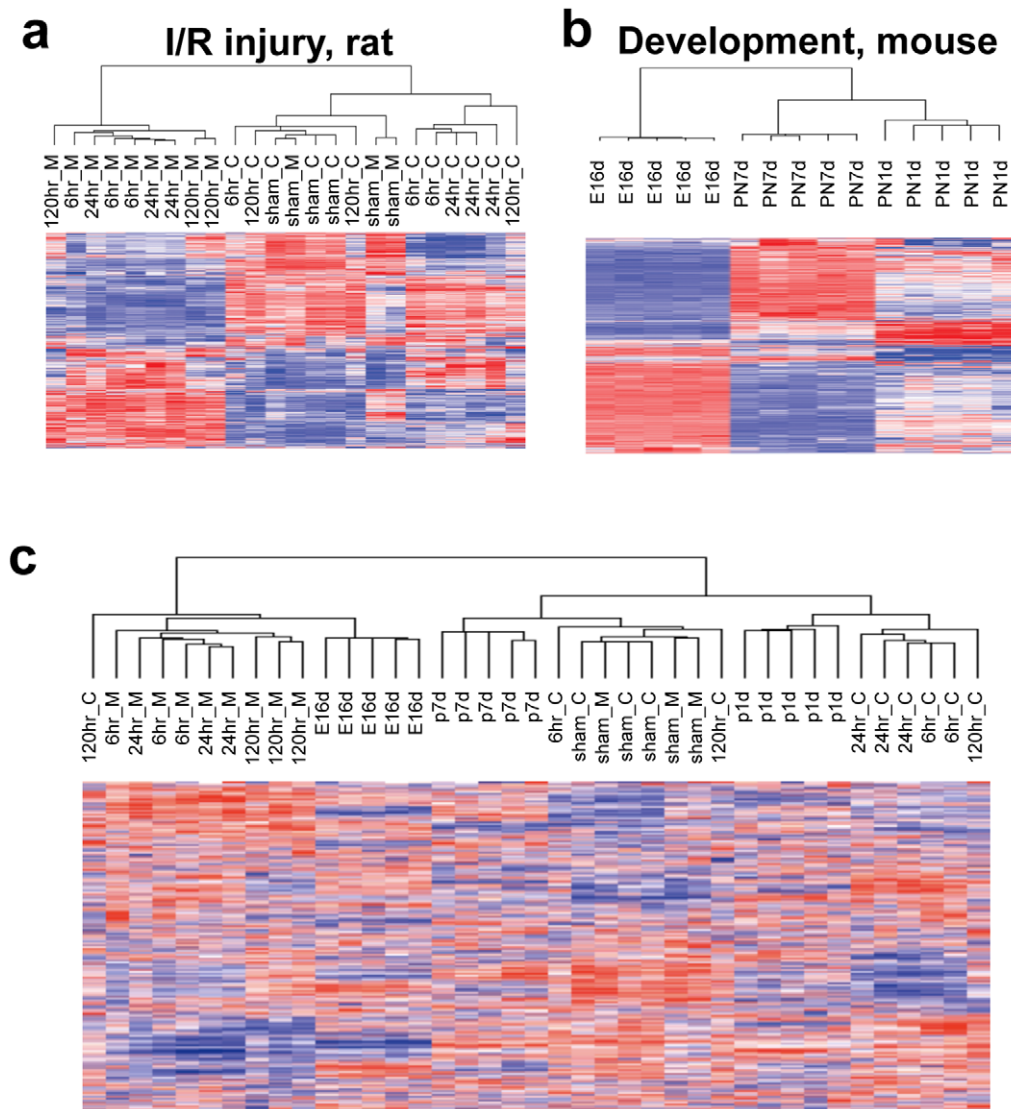 a
I/R injury, rat
120hr_M 6hr_M 24hr_M 6hr_M 6hr_M 24hr_M 24hr_M 120hr_M 120hr_M 6hr_C 120hr_C sham_C sham_M sham_C sham_C 120hr_C sham_M sham_M 6hr_C 6hr_C 24hr_C 24hr_C 24hr_C 120hr_C
b
Development, mouse
E16d E16d E16d E16d E16d PN7d PN7d PN7d PN7d PN7d PN1d PN1d PN1d PN1d PN1d
c
120hr_C 6hr_M 24hr_M 6hr_M 6hr_M 24hr_M 24hr_M 120hr_M 120hr_M 120hr_M E16d E16d E16d E16d E16d p7d p7d p7d p7d p7d 6hr_C sham_C sham_M sham_C sham_C sham_M sham_M 120hr_C p1d p1d p1d p1d p1d 24hr_C 24hr_C 24hr_C 6hr_C 6hr_C 120hr_C